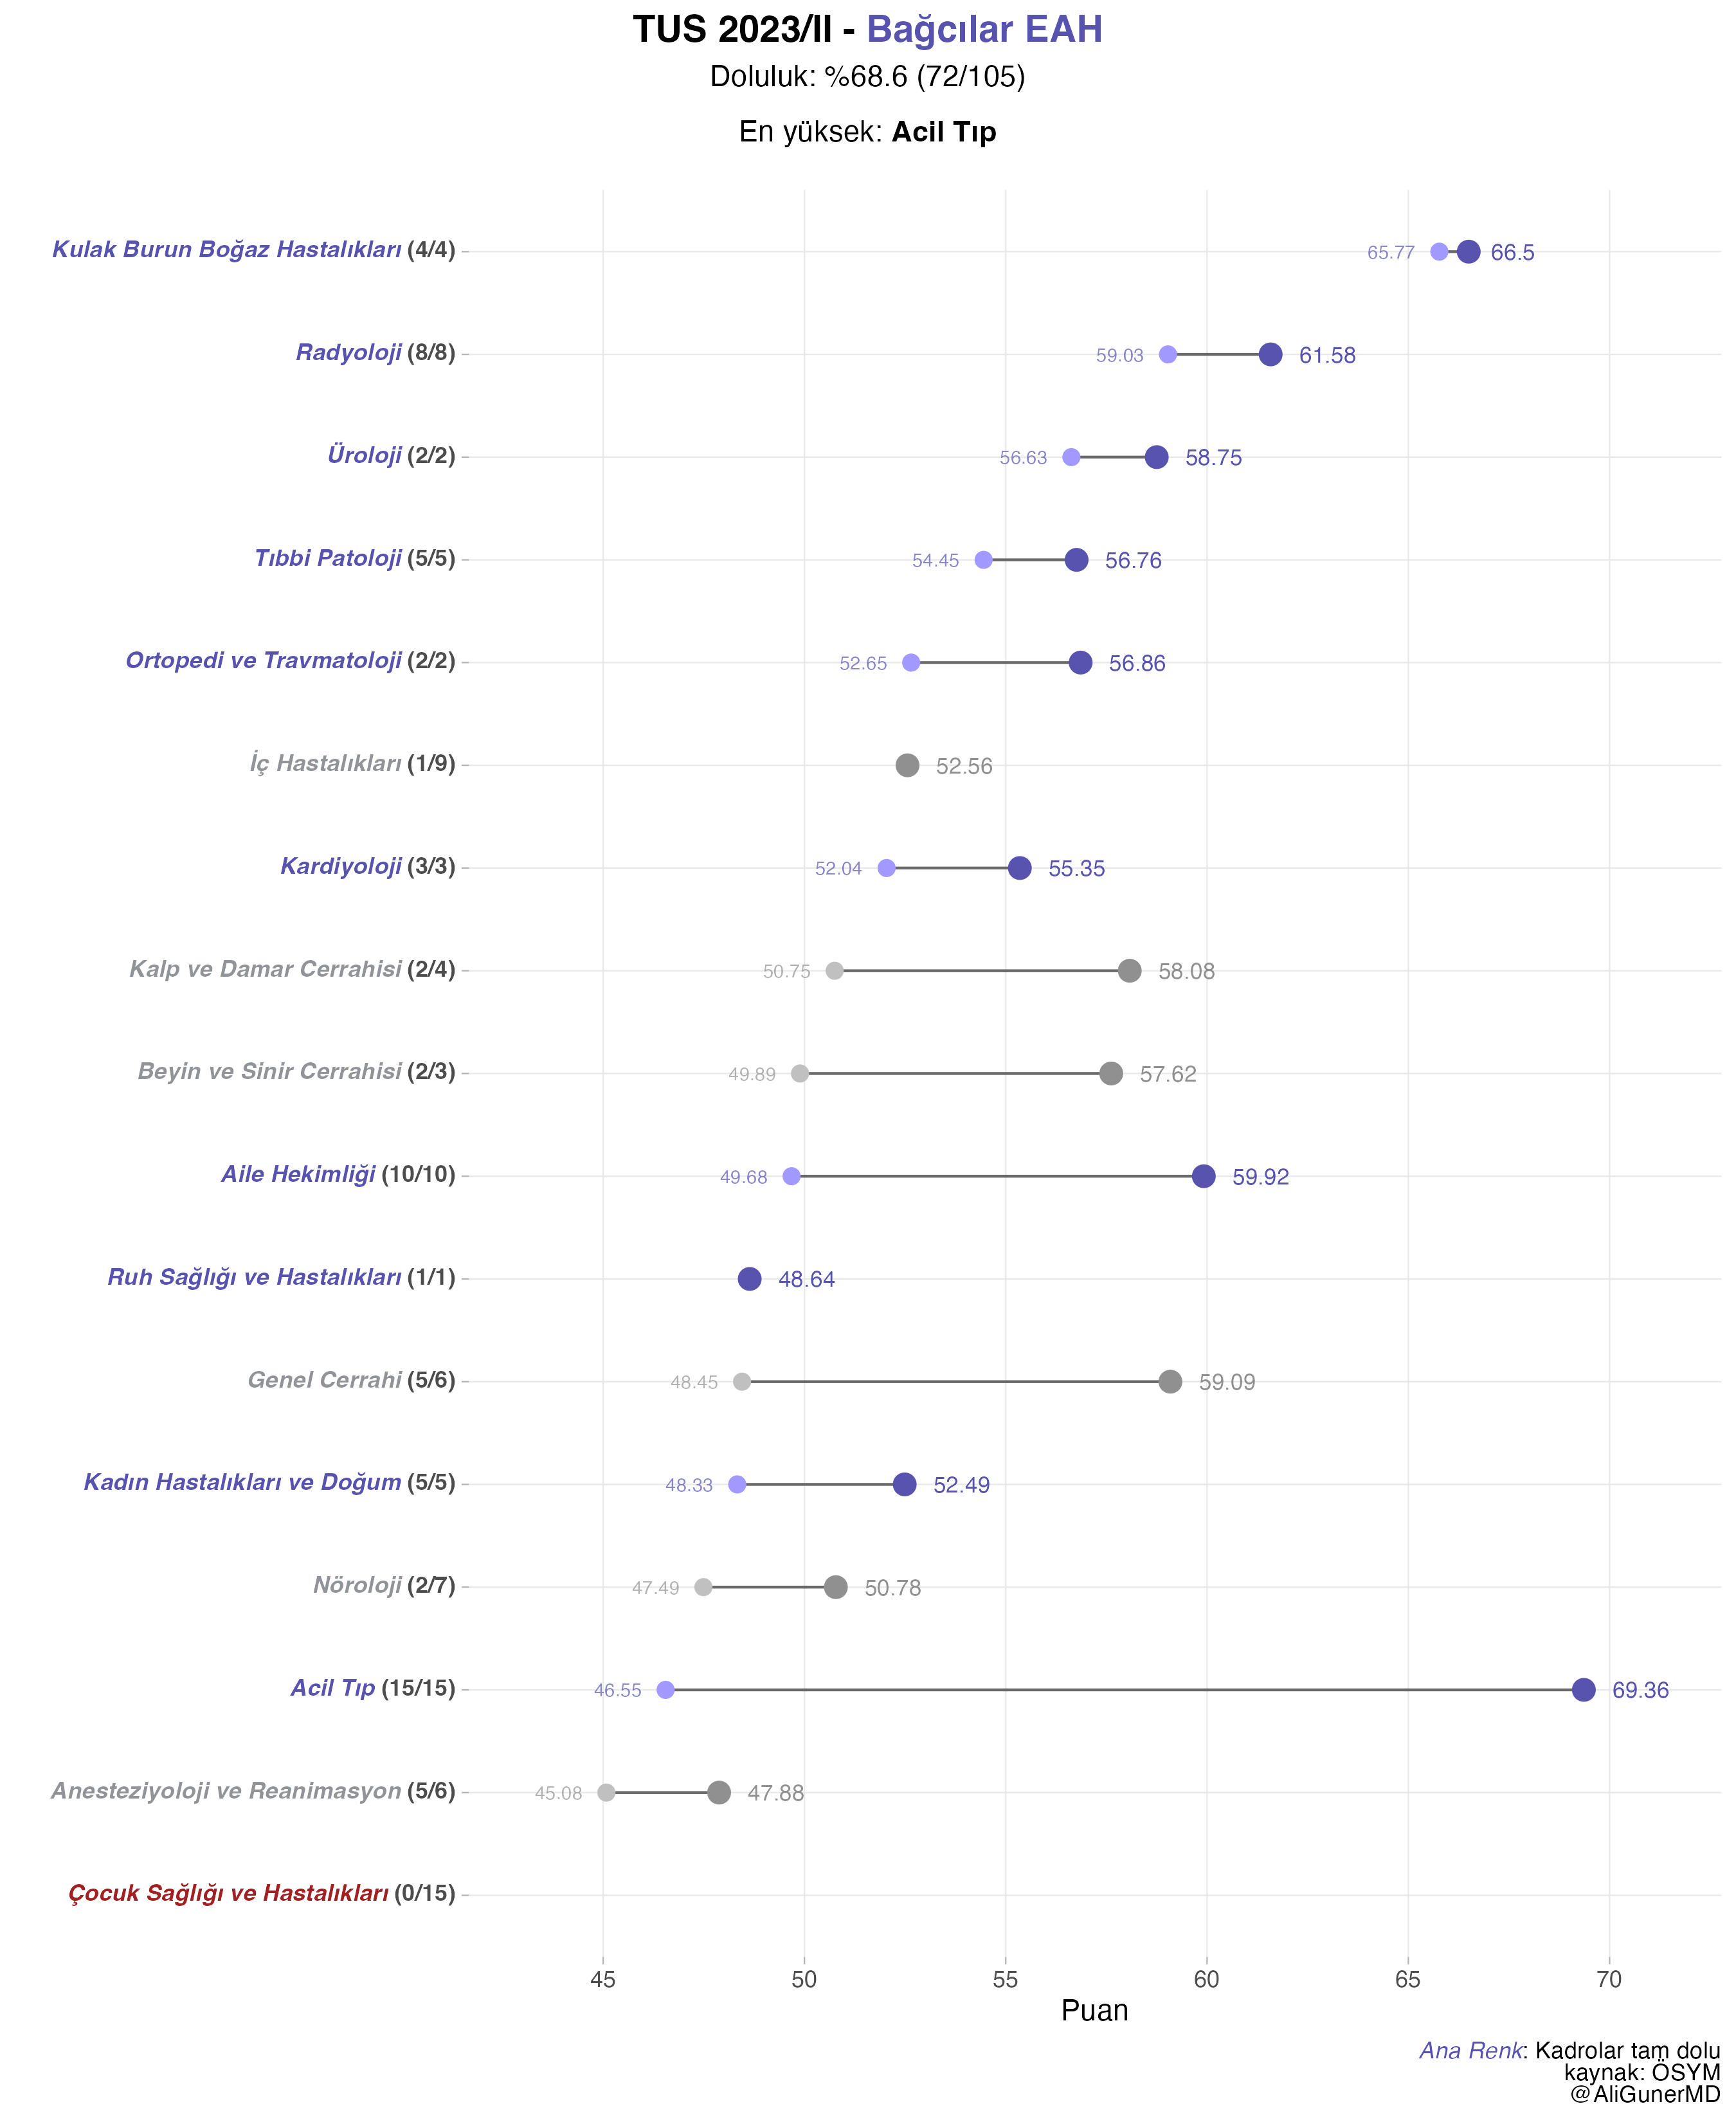 TUS 2023/II - Bağcılar EAH
Doluluk: %68.6 (72/105)
En yüksek: Acil Tıp
Kulak Burun Boğaz Hastalıkları (4/4) 65.77 66.5
Radyoloji (8/8) 59.03 61.58
Üroloji (2/2) 56.63 58.75
Tıbbi Patoloji (5/5) 54.45 56.76
Ortopedi ve Travmatoloji (2/2) 52.65 56.86
İç Hastalıkları (1/9) 52.56
Kardiyoloji (3/3) 52.04 55.35
Kalp ve Damar Cerrahisi (2/4) 50.75 58.08
Beyin ve Sinir Cerrahisi (2/3) 49.89 57.62
Aile Hekimliği (10/10) 49.68 59.92
Ruh Sağlığı ve Hastalıkları (1/1) 48.64
Genel Cerrahi (5/6) 48.45 59.09
Kadın Hastalıkları ve Doğum (5/5) 48.33 52.49
Nöroloji (2/7) 47.49 50.78
Acil Tıp (15/15) 46.55 69.36
Anesteziyoloji ve Reanimasyon (5/6) 45.08 47.88
Çocuk Sağlığı ve Hastalıkları (0/15)
45 50 55 60 65 70
Puan
Ana Renk: Kadrolar tam dolu
kaynak: ÖSYM
@AliGunerMD